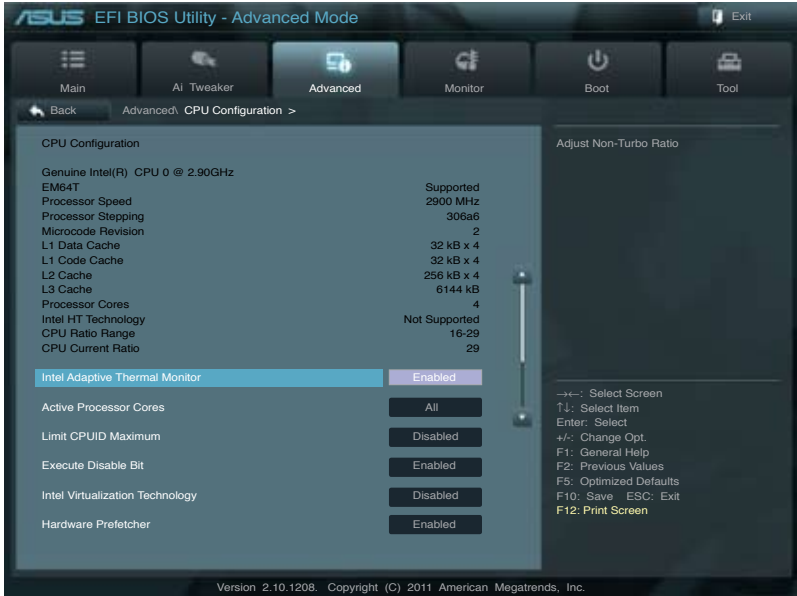 ASUS EFI BIOS Utility - Advanced Mode
Exit
Main
Ai Tweaker
Advanced
Monitor
Boot
Tool
Back
Advanced\ CPU Configuration >
CPU Configuration
Adjust Non-Turbo Ratio
Genuine Intel(R) CPU 0 @ 2.90GHz
EM64T Supported
Processor Speed 2900 MHz
Processor Stepping 306a6
Microcode Revision 2
L1 Data Cache 32 kB x 4
L1 Code Cache 32 kB x 4
L2 Cache 256 kB x 4
L3 Cache 6144 kB
Processor Cores 4
Intel HT Technology Not Supported
CPU Ratio Range 16-29
CPU Current Ratio 29
Intel Adaptive Thermal Monitor Enabled
Active Processor Cores All
Limit CPUID Maximum Disabled
Execute Disable Bit Enabled
Intel Virtualization Technology Disabled
Hardware Prefetcher Enabled
→←: Select Screen
↑↓: Select Item
Enter: Select
+/-: Change Opt.
F1: General Help
F2: Previous Values
F5: Optimized Defaults
F10: Save ESC: Exit
F12: Print Screen
Version 2.10.1208. Copyright (C) 2011 American Megatrends, Inc.